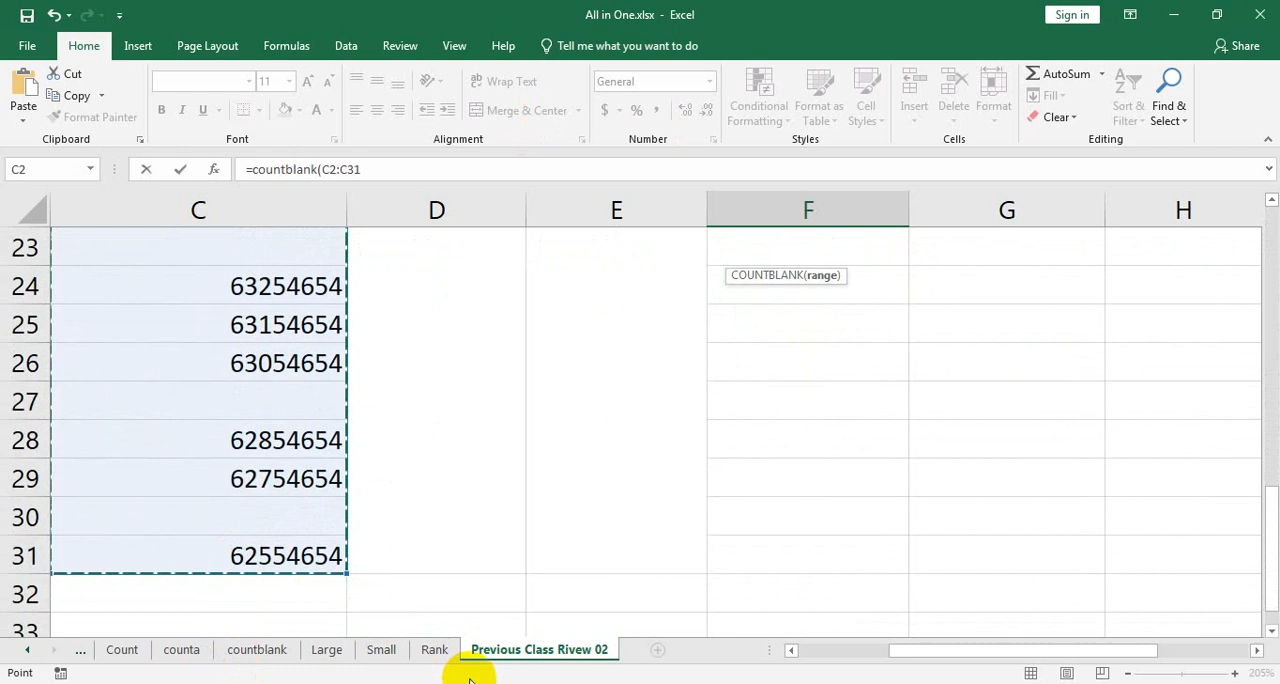 All in One.xlsx - Excel
Sign in
File Home Insert Page Layout Formulas Data Review View Help Tell me what you want to do Share
Paste
Cut
Copy
Format Painter
Clipboard
11
B I U
Font
Wrap Text
Merge & Center
Alignment
General
$ % ,
Number
Conditional Formatting
Format as Table
Cell Styles
Styles
Insert Delete Format
Cells
AutoSum
Fill
Clear
Sort & Filter
Find & Select
Editing
C2 fx =countblank(C2:C31
C D E F G H
23
COUNTBLANK(range)
24 63254654
25 63154654
26 63054654
27
28 62854654
29 62754654
30
31 62554654
32
33
... Count counta countblank Large Small Rank Previous Class Rivew 02
Point 205%